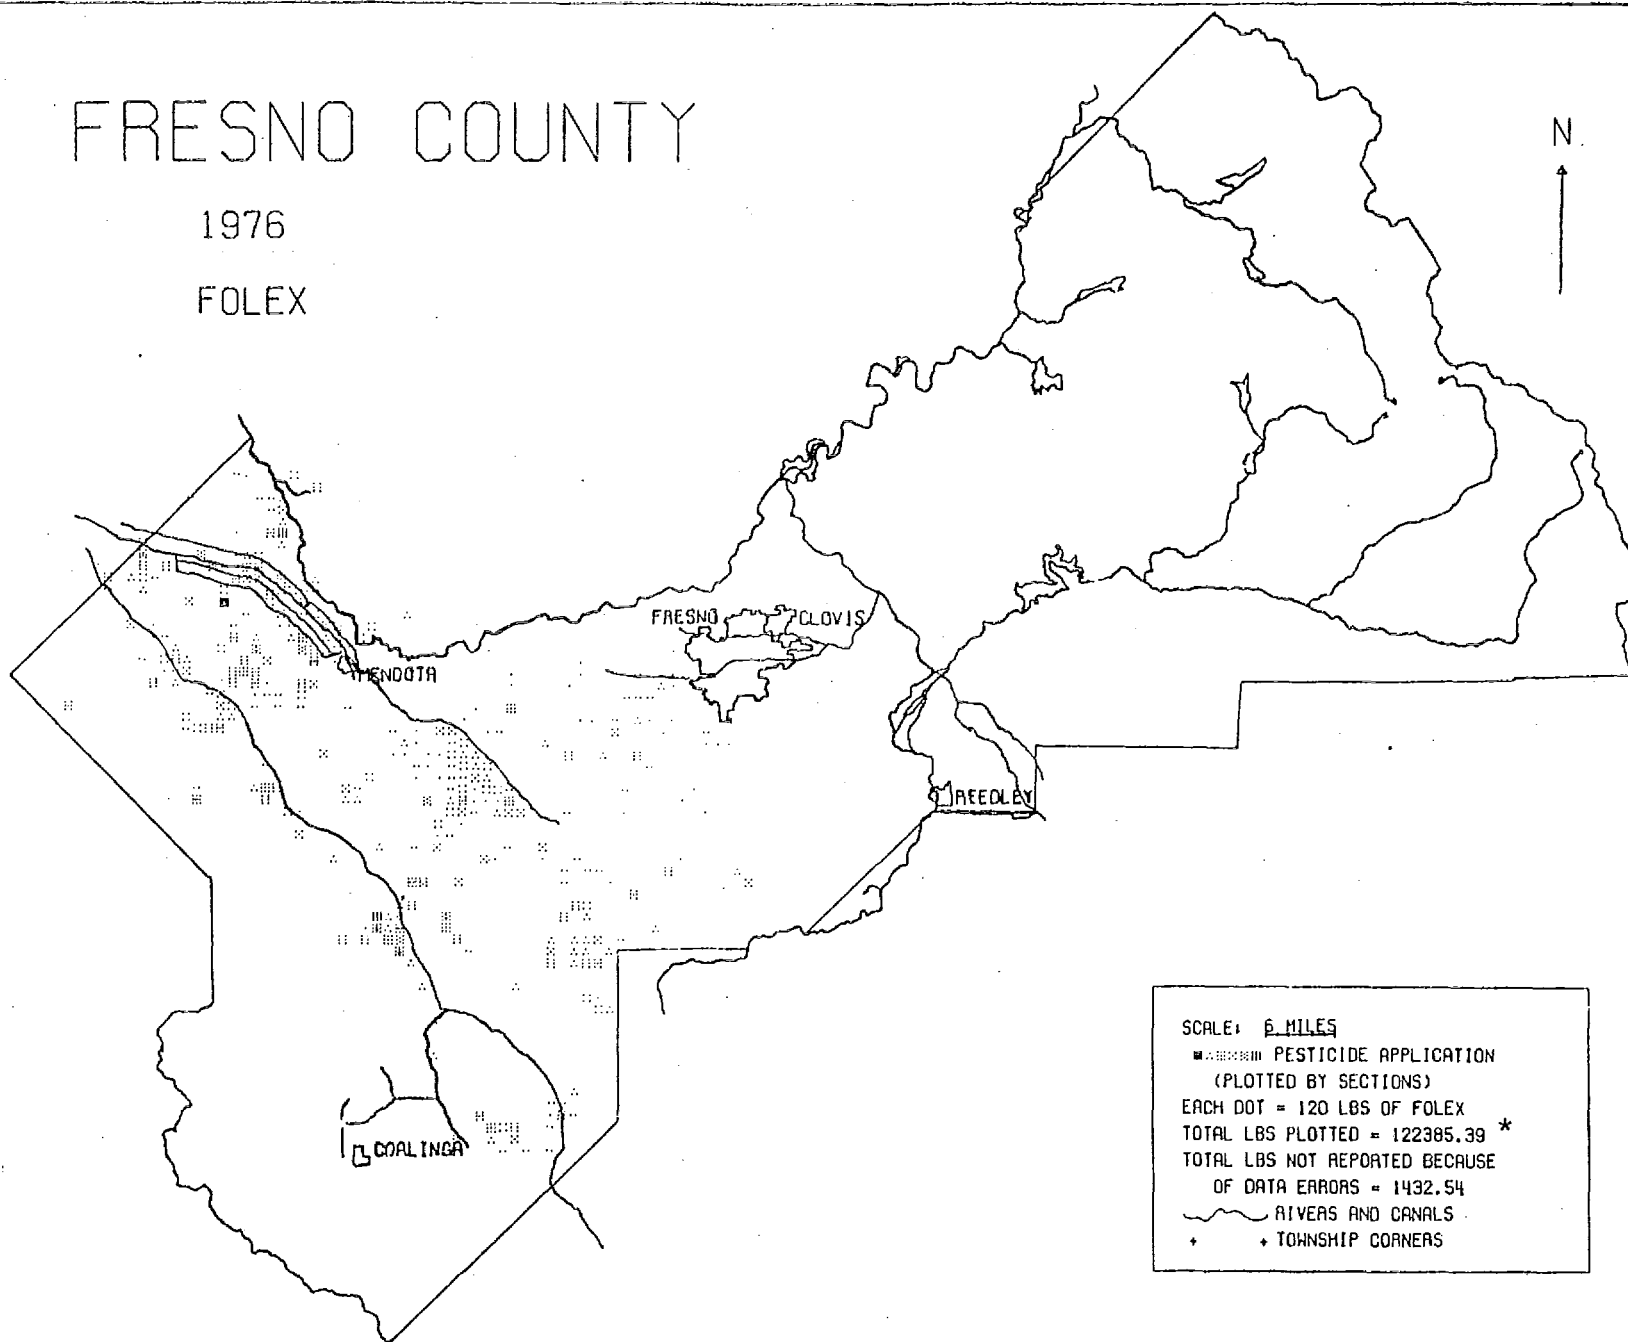 FRESNO COUNTY
1976
FOLEX
N
FRESNO
CLOVIS
MENDOTA
REEDLEY
COALINGA
SCALE: 6 MILES
PESTICIDE APPLICATION
(PLOTTED BY SECTIONS)
EACH DOT = 120 LBS OF FOLEX
TOTAL LBS PLOTTED = 122385.39 *
TOTAL LBS NOT REPORTED BECAUSE
OF DATA ERRORS = 1432.54
RIVERS AND CANALS
+ + TOWNSHIP CORNERS